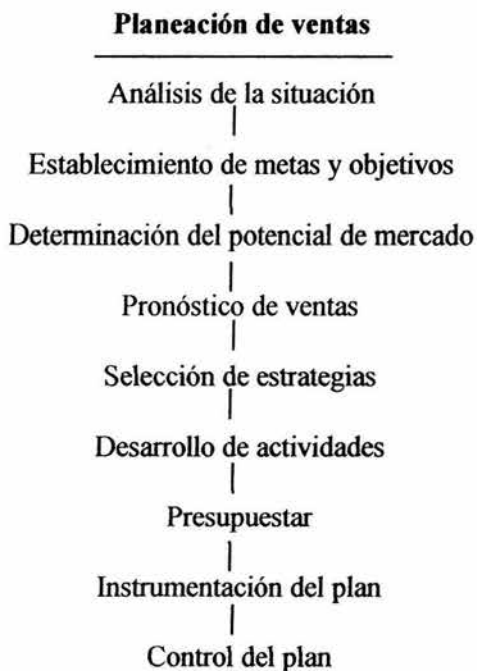 Planeación de ventas
Análisis de la situación
Establecimiento de metas y objetivos
Determinación del potencial de mercado
Pronóstico de ventas
Selección de estrategias
Desarrollo de actividades
Presupuestar
Instrumentación del plan
Control del plan